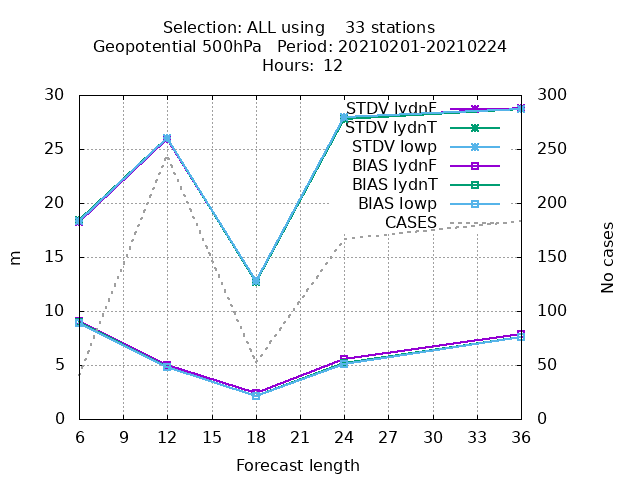 Selection: ALL using    33 stations
Geopotential 500hPa   Period: 20210201-20210224
Hours: 12
30
25
20
15
10
5
0
m
300
250
200
150
100
50
0
No cases
STDV lydnF
STDV lydnT
STDV lowp
BIAS lydnF
BIAS lydnT
BIAS lowp
CASES
6 9 12 15 18 21 24 27 30 33 36
Forecast length